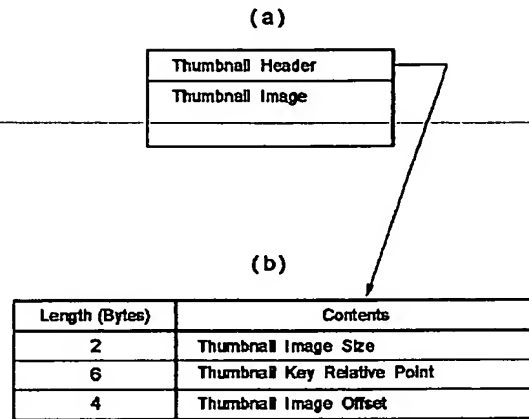 (a)
Thumbnail Header
Thumbnail Image
(b)
Length (Bytes) Contents
2 Thumbnail Image Size
6 Thumbnail Key Relative Point
4 Thumbnail Image Offset